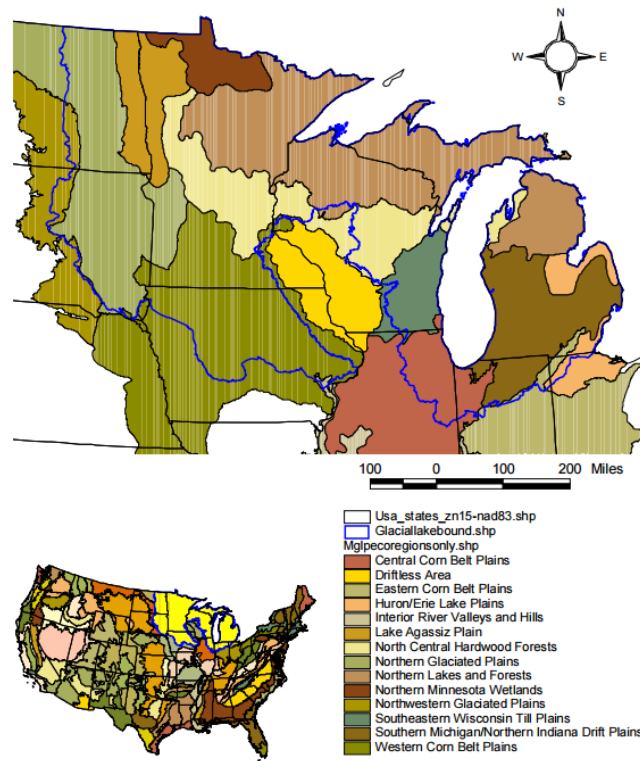 N
W E
S
100 0 100 200 Miles
Usa_states_zn15-nad83.shp
Glaciallakebound.shp
Mglpecoregionsonly.shp
Central Corn Belt Plains
Driftless Area
Eastern Corn Belt Plains
Huron/Erie Lake Plains
Interior River Valleys and Hills
Lake Agassiz Plain
North Central Hardwood Forests
Northern Glaciated Plains
Northern Lakes and Forests
Northern Minnesota Wetlands
Northwestern Glaciated Plains
Southeastern Wisconsin Till Plains
Southern Michigan/Northern Indiana Drift Plains
Western Corn Belt Plains